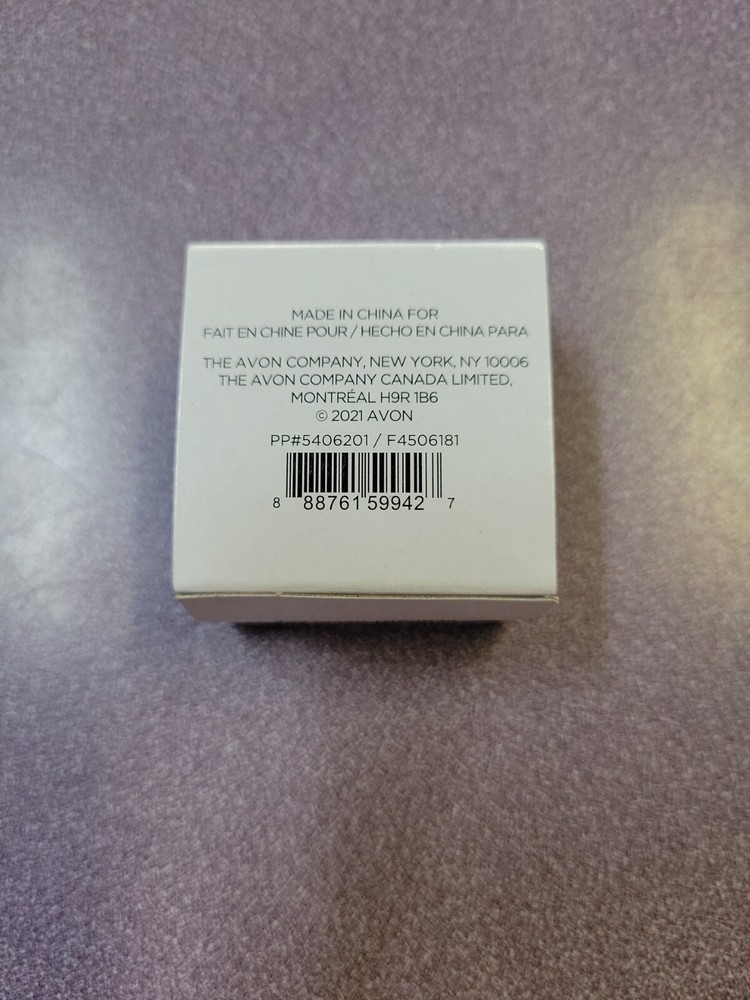 MADE IN CHINA FOR
FAIT EN CHINE POUR / HECHO EN CHINA PARA
THE AVON COMPANY, NEW YORK, NY 10006
THE AVON COMPANY CANADA LIMITED,
MONTRÉAL H9R 1B6
© 2021 AVON
PP#5406201 / F4506181
8 88761 59942 7